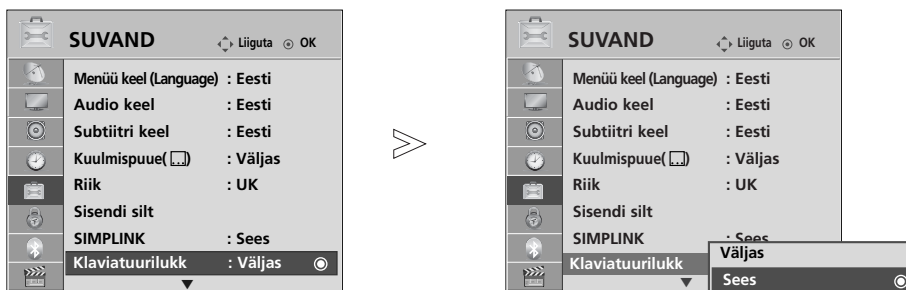 SUVAND Liiguta OK
Menüü keel (Language) : Eesti
Audio keel : Eesti
Subtiitri keel : Eesti
Kuulmispuue( ) : Väljas
Riik : UK
Sisendi silt
SIMPLINK : Sees
Klaviatuurilukk : Väljas
SUVAND Liiguta OK
Menüü keel (Language) : Eesti
Audio keel : Eesti
Subtiitri keel : Eesti
Kuulmispuue( ) : Väljas
Riik : UK
Sisendi silt
SIMPLINK : Sees
Klaviatuurilukk
Väljas
Sees